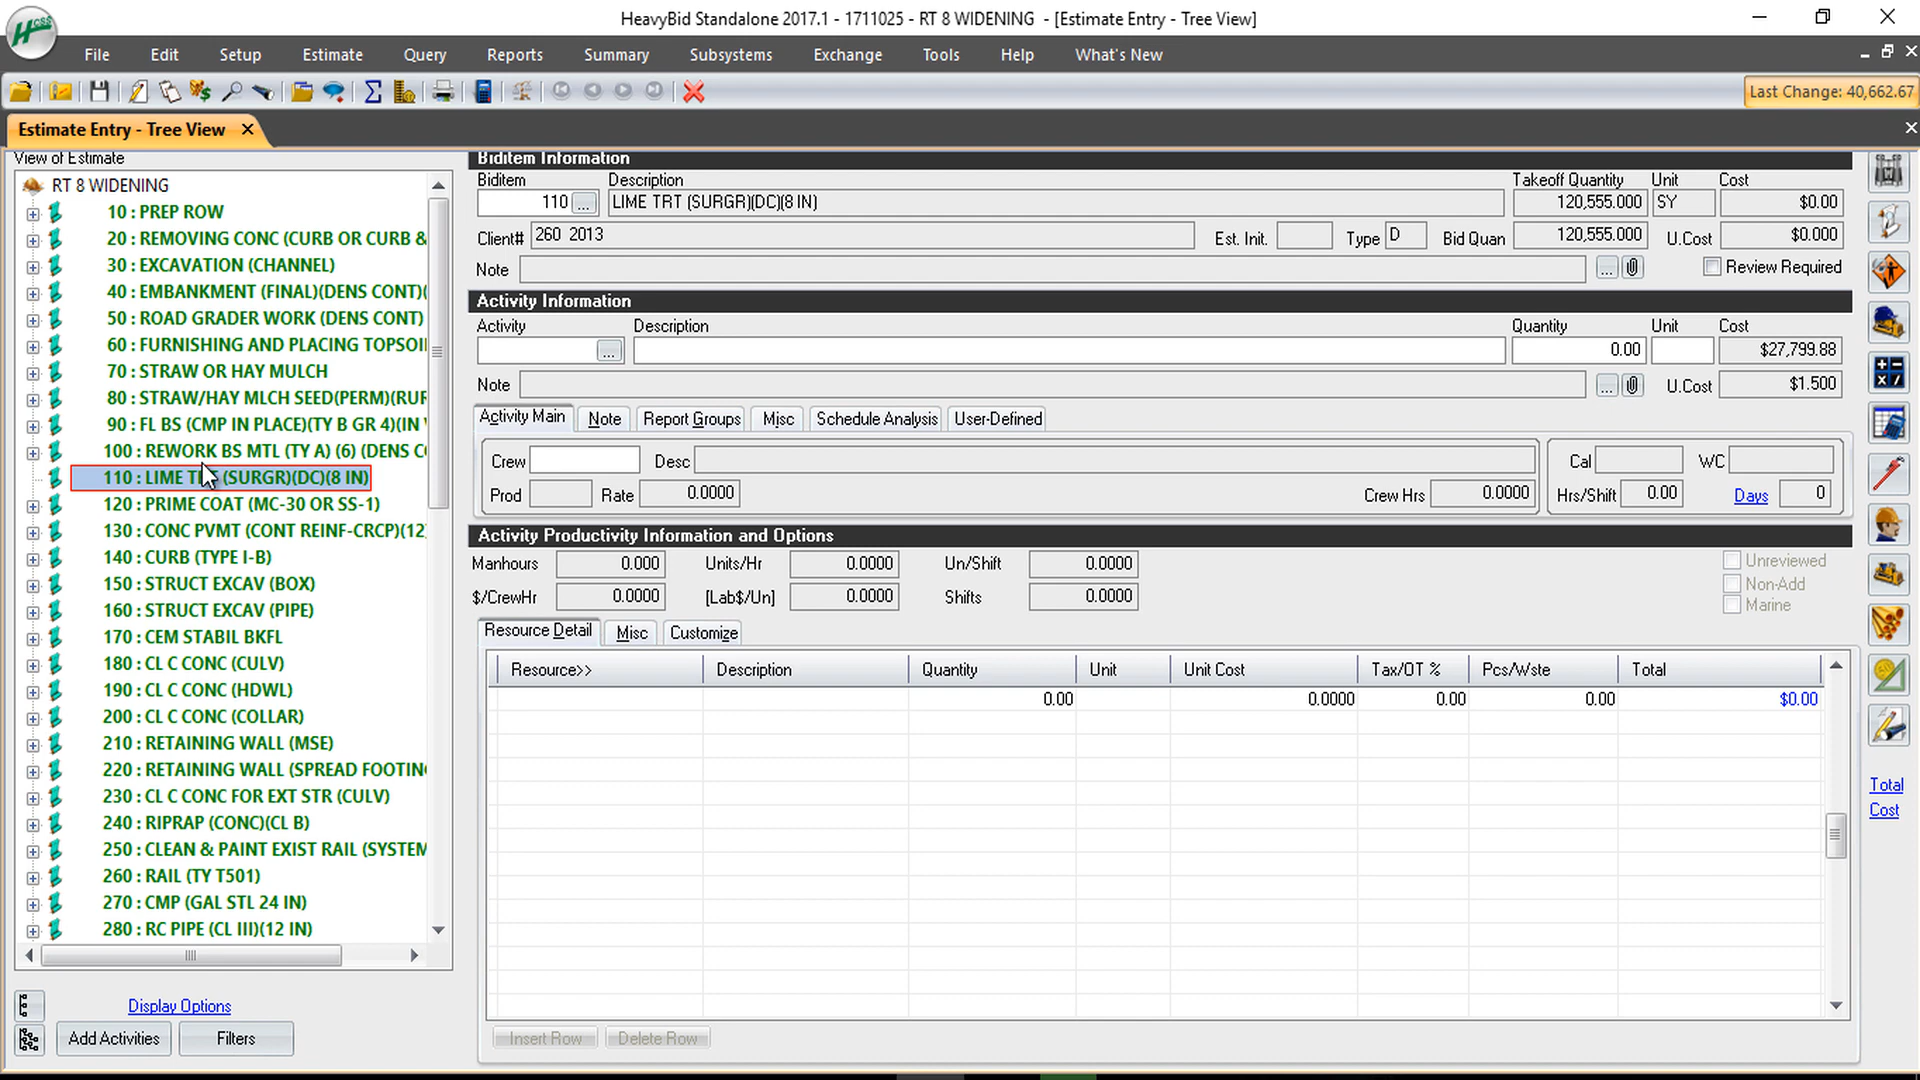 HCSS
HeavyBid Standalone 2017.1 - 1711025 - RT 8 WIDENING - [Estimate Entry - Tree View]
File Edit Setup Estimate Query Reports Summary Subsystems Exchange Tools Help What's New
Last Change: 40,662.67
Estimate Entry - Tree View
View of Estimate
RT 8 WIDENING
10 : PREP ROW
20 : REMOVING CONC (CURB OR CURB &
30 : EXCAVATION (CHANNEL)
40 : EMBANKMENT (FINAL)(DENS CONT)(
50 : ROAD GRADER WORK (DENS CONT)
60 : FURNISHING AND PLACING TOPSOI
70 : STRAW OR HAY MULCH
80 : STRAW/HAY MLCH SEED(PERM)(RUR
90 : FL BS (CMP IN PLACE)(TY B GR 4)(IN
100 : REWORK BS MTL (TY A) (6) (DENS C
110 : LIME TRT (SURGR)(DC)(8 IN)
120 : PRIME COAT (MC-30 OR SS-1)
130 : CONC PVMT (CONT REINF-CRCP)(12
140 : CURB (TYPE I-B)
150 : STRUCT EXCAV (BOX)
160 : STRUCT EXCAV (PIPE)
170 : CEM STABIL BKFL
180 : CL C CONC (CULV)
190 : CL C CONC (HDWL)
200 : CL C CONC (COLLAR)
210 : RETAINING WALL (MSE)
220 : RETAINING WALL (SPREAD FOOTING
230 : CL C CONC FOR EXT STR (CULV)
240 : RIPRAP (CONC)(CL B)
250 : CLEAN & PAINT EXIST RAIL (SYSTEM
260 : RAIL (TY T501)
270 : CMP (GAL STL 24 IN)
280 : RC PIPE (CL III)(12 IN)
Display Options
Add Activities Filters
Biditem Information
Biditem Description Takeoff Quantity Unit Cost
110 ... LIME TRT (SURGR)(DC)(8 IN) 120,555.000 SY $0.00
Client# 260 2013 Est. Init. Type D Bid Quan 120,555.000 U.Cost $0.000
Note ... Review Required
Activity Information
Activity Description Quantity Unit Cost
... 0.00 $27,799.88
Note ... U.Cost $1.500
Activity Main Note Report Groups Misc Schedule Analysis User-Defined
Crew Desc Cal WC
Prod Rate 0.0000 Crew Hrs 0.0000 Hrs/Shift 0.00 Days 0
Activity Productivity Information and Options
Manhours 0.000 Units/Hr 0.0000 Un/Shift 0.0000 Unreviewed
Non-Add
$/CrewHr 0.0000 [Lab$/Un] 0.0000 Shifts 0.0000 Marine
Resource Detail Misc Customize
Resource>> Description Quantity Unit Unit Cost Tax/OT % Pcs/Wste Total
0.00 0.0000 0.00 0.00 $0.00
Insert Row Delete Row
Total
Cost